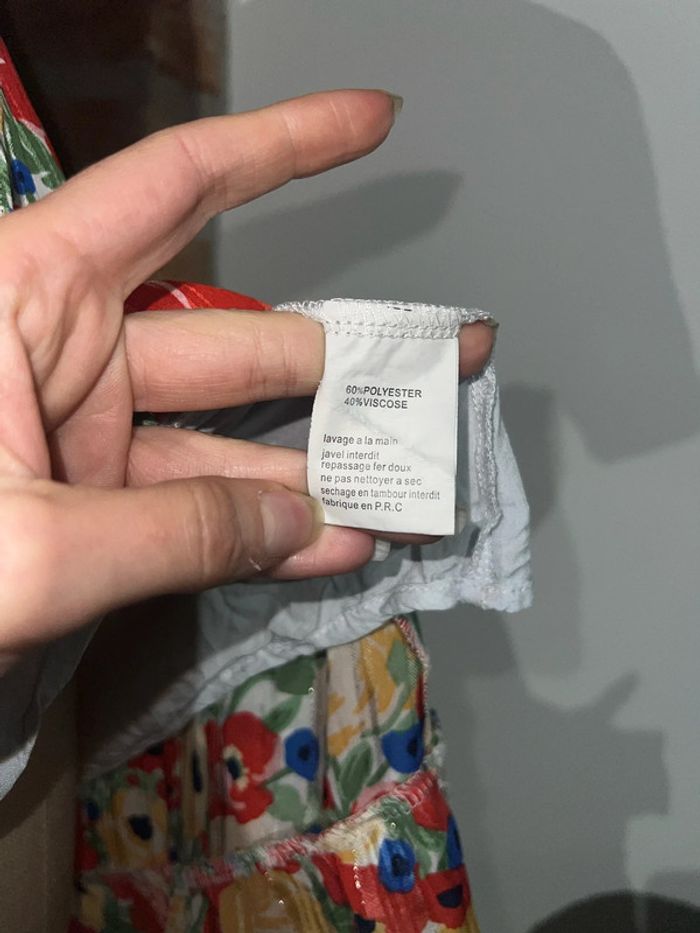 60%POLYESTER
40%VISCOSE
lavage a la main
javel interdit
repassage fer doux
ne pas nettoyer a sec
sechage en tambour interdit
fabrique en P.R.C